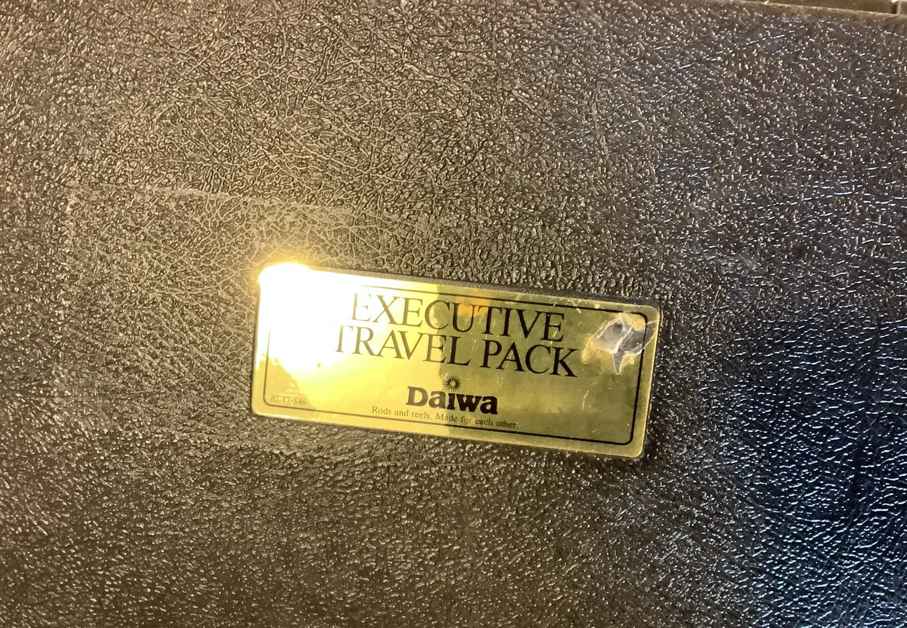 EXECUTIVE
TRAVEL PACK
Daiwa
Rods and reels. Made for each other.